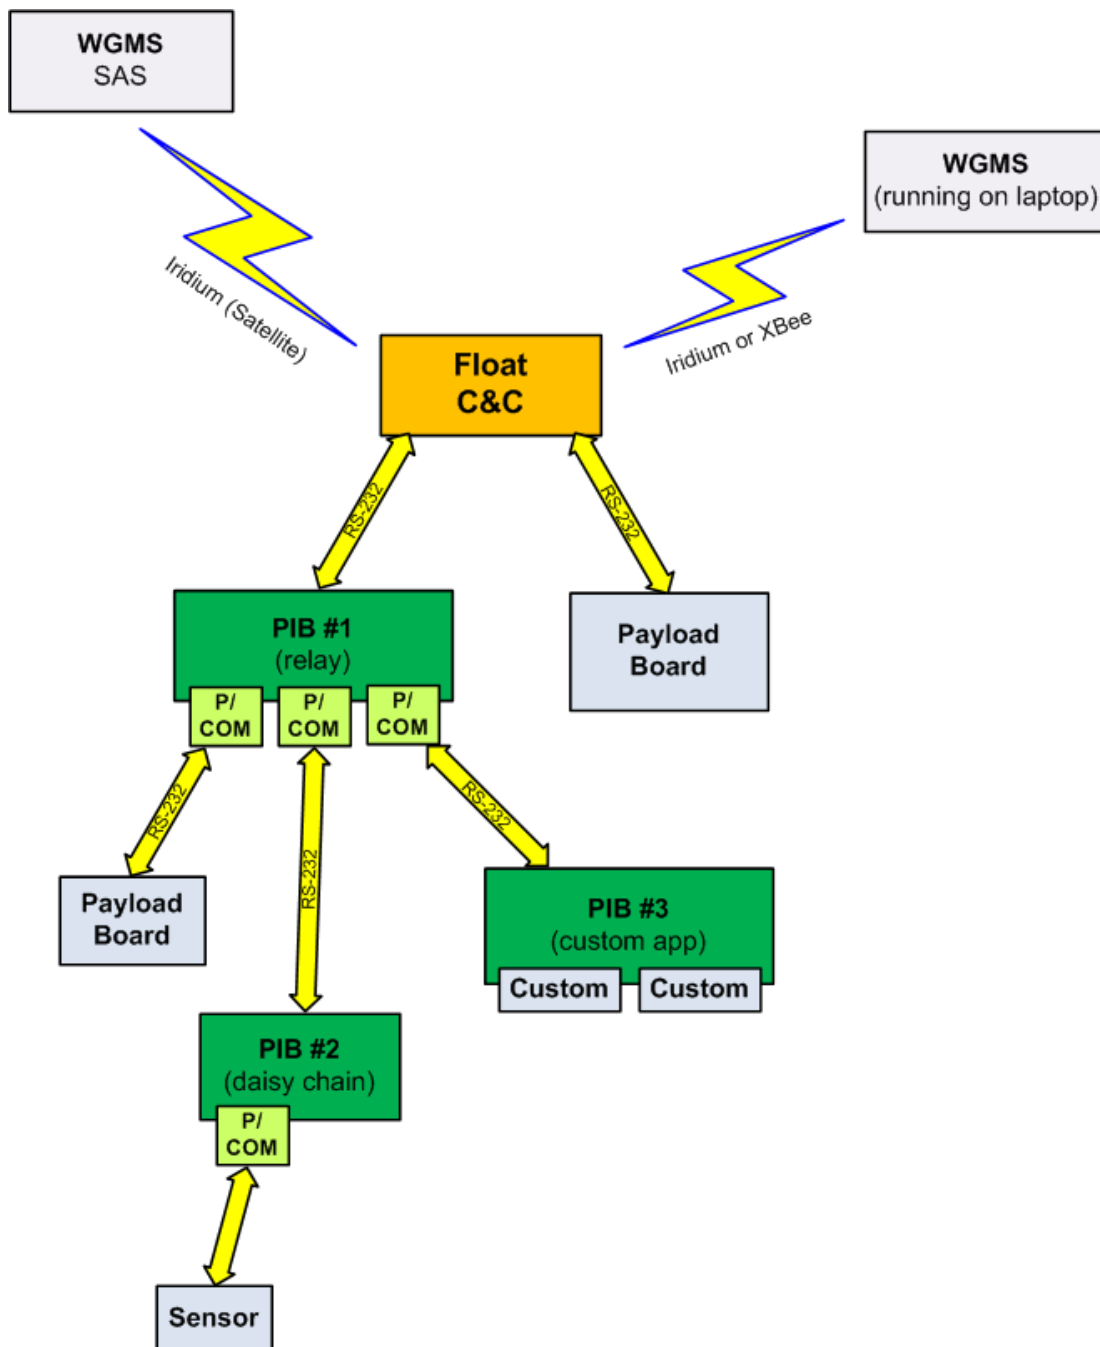 WGMS
SAS
WGMS
(running on laptop)
Iridium (Satellite)
Iridium or XBee
Float
C&C
RS-232
RS-232
PIB #1
(relay)
Payload
Board
P/
COM
P/
COM
P/
COM
RS-232
RS-232
RS-232
Payload
Board
PIB #3
(custom app)
Custom
Custom
PIB #2
(daisy chain)
P/
COM
Sensor